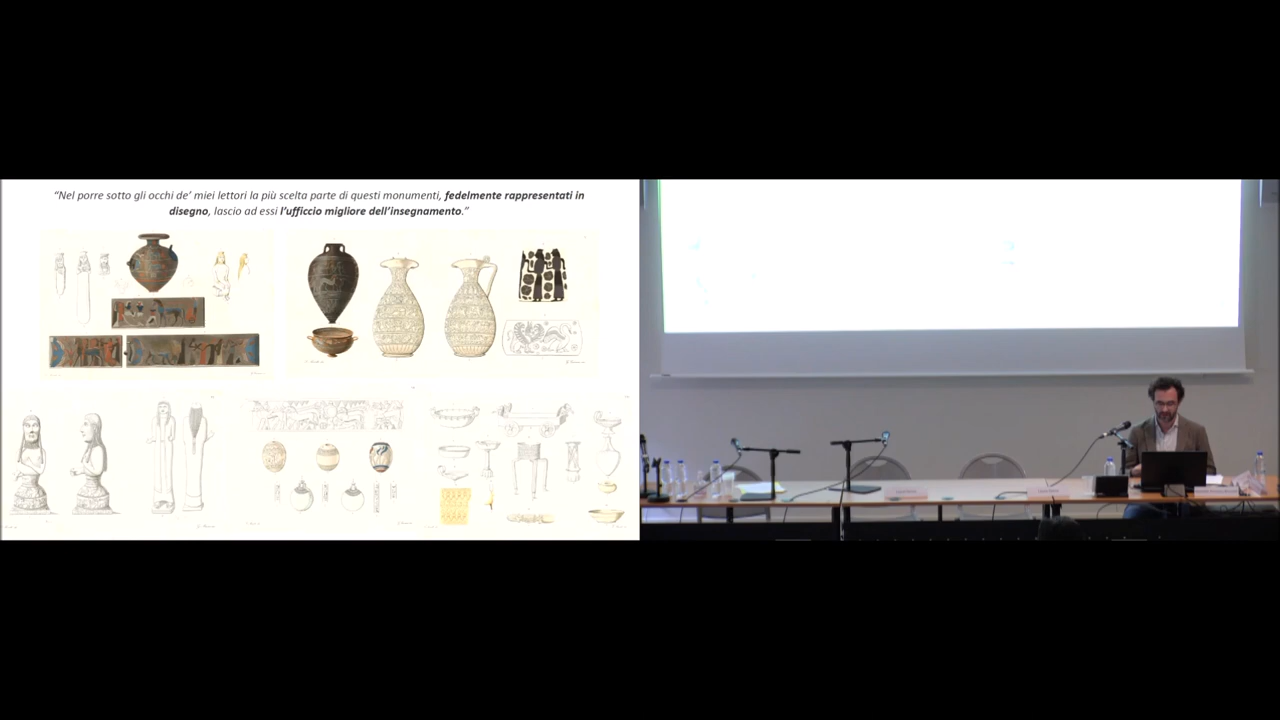 “Nel porre sotto gli occhi de’ miei lettori la più scelta parte di questi monumenti, fedelmente rappresentati in
disegno, lascio ad essi l’ufficio migliore dell’insegnamento.”